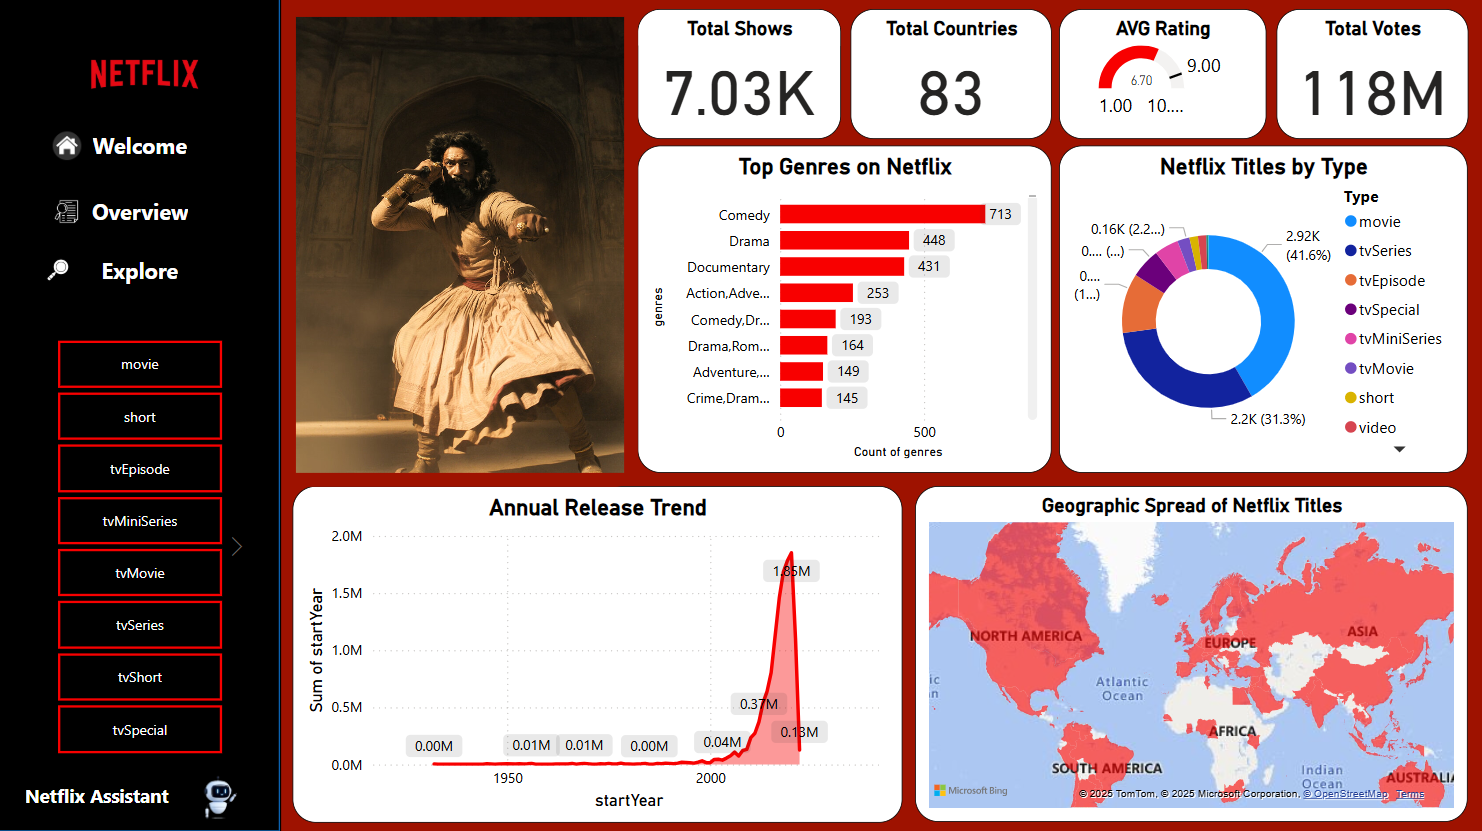 NETFLIX
Welcome
Overview
Explore
movie
short
tvEpisode
tvMiniSeries
tvMovie
tvSeries
tvShort
tvSpecial
Netflix Assistant
Total Shows
7.03K
Total Countries
83
AVG Rating
6.70
9.00
1.00
10....
Total Votes
118M
Top Genres on Netflix
genres
Comedy 713
Drama 448
Documentary 431
Action,Adve... 253
Comedy,Dr... 193
Drama,Rom... 164
Adventure,... 149
Crime,Dram... 145
0 500
Count of genres
Netflix Titles by Type
0.16K (2.2...)
0.... (...)
0....
(1...)
2.92K
(41.6%)
2.2K (31.3%)
Type
movie
tvSeries
tvEpisode
tvSpecial
tvMiniSeries
tvMovie
short
video
Annual Release Trend
Sum of startYear
2.0M
1.5M
1.0M
0.5M
0.0M
1.85M
0.37M
0.13M
0.00M
0.01M
0.01M
0.00M
0.04M
1950 2000
startYear
Geographic Spread of Netflix Titles
NORTH AMERICA
EUROPE
ASIA
Atlantic
Ocean
ic
n
AFRICA
SOUTH AMERICA
Indian
Ocean
AUSTRALIA
Microsoft Bing
© 2025 TomTom, © 2025 Microsoft Corporation, © OpenStreetMap Terms